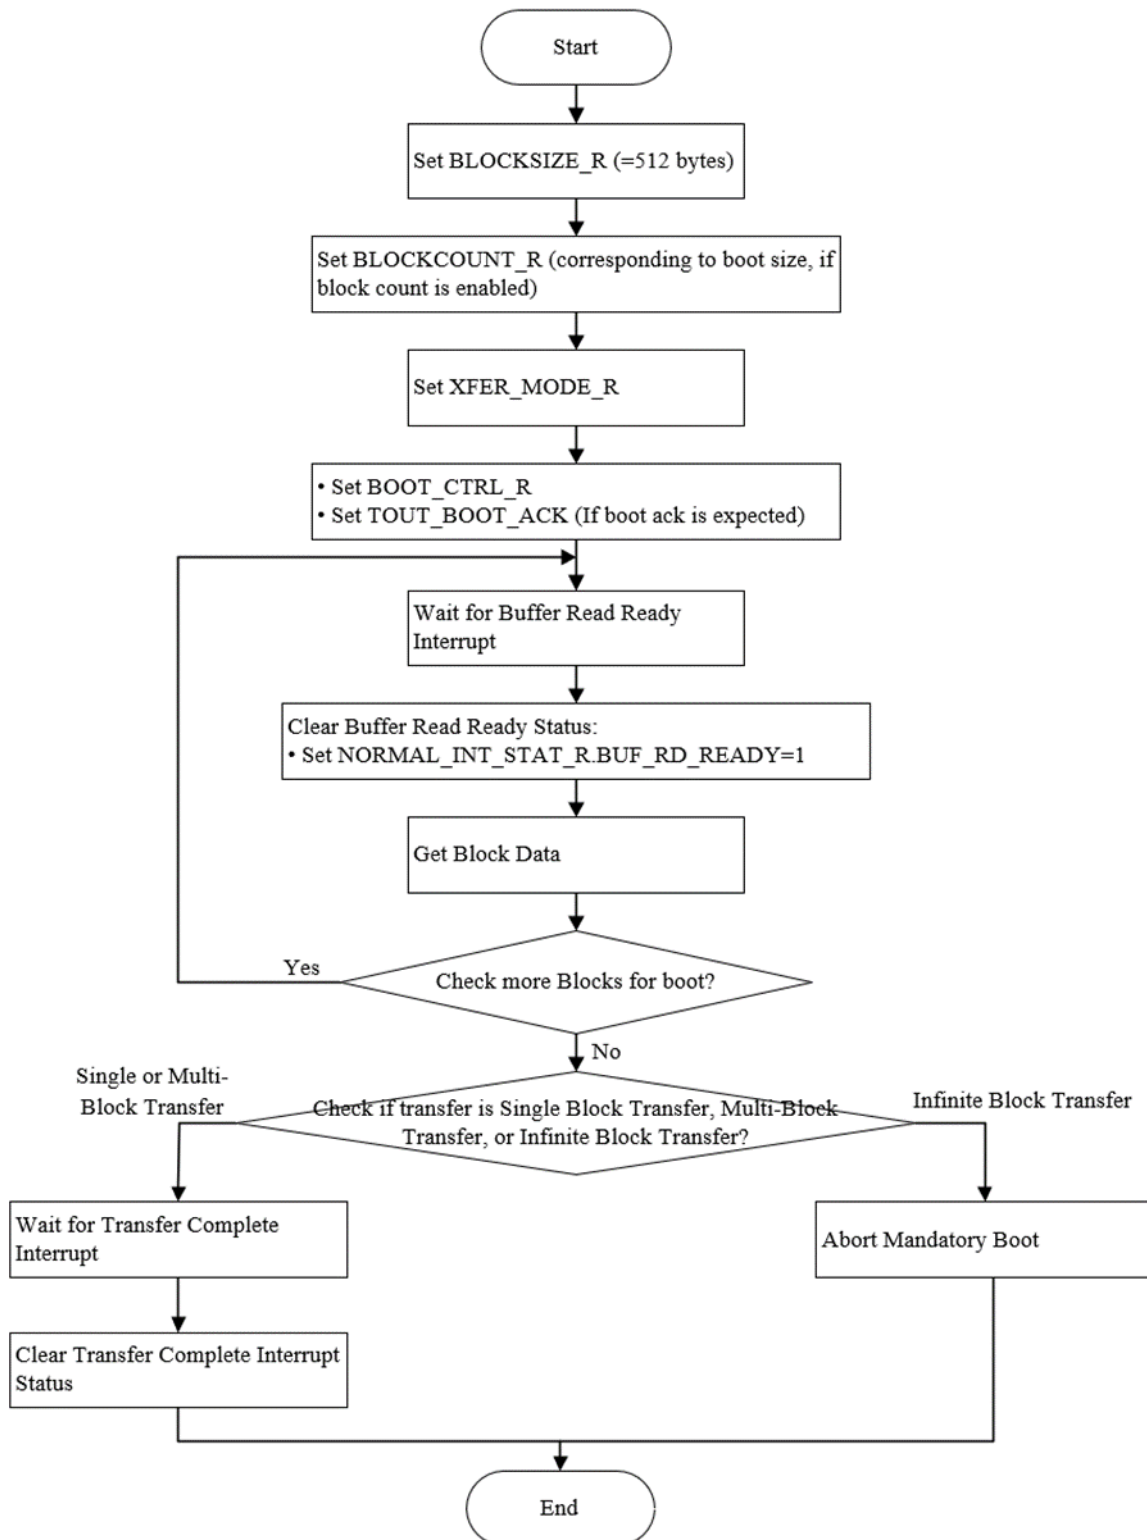 Start
Set BLOCKSIZE_R (=512 bytes)
Set BLOCKCOUNT_R (corresponding to boot size, if
block count is enabled)
Set XFER_MODE_R
• Set BOOT_CTRL_R
• Set TOUT_BOOT_ACK (If boot ack is expected)
Wait for Buffer Read Ready
Interrupt
Clear Buffer Read Ready Status:
• Set NORMAL_INT_STAT_R.BUF_RD_READY=1
Get Block Data
Yes
Check more Blocks for boot?
No
Single or Multi-
Block Transfer
Check if transfer is Single Block Transfer, Multi-Block
Transfer, or Infinite Block Transfer?
Infinite Block Transfer
Wait for Transfer Complete
Interrupt
Abort Mandatory Boot
Clear Transfer Complete Interrupt
Status
End